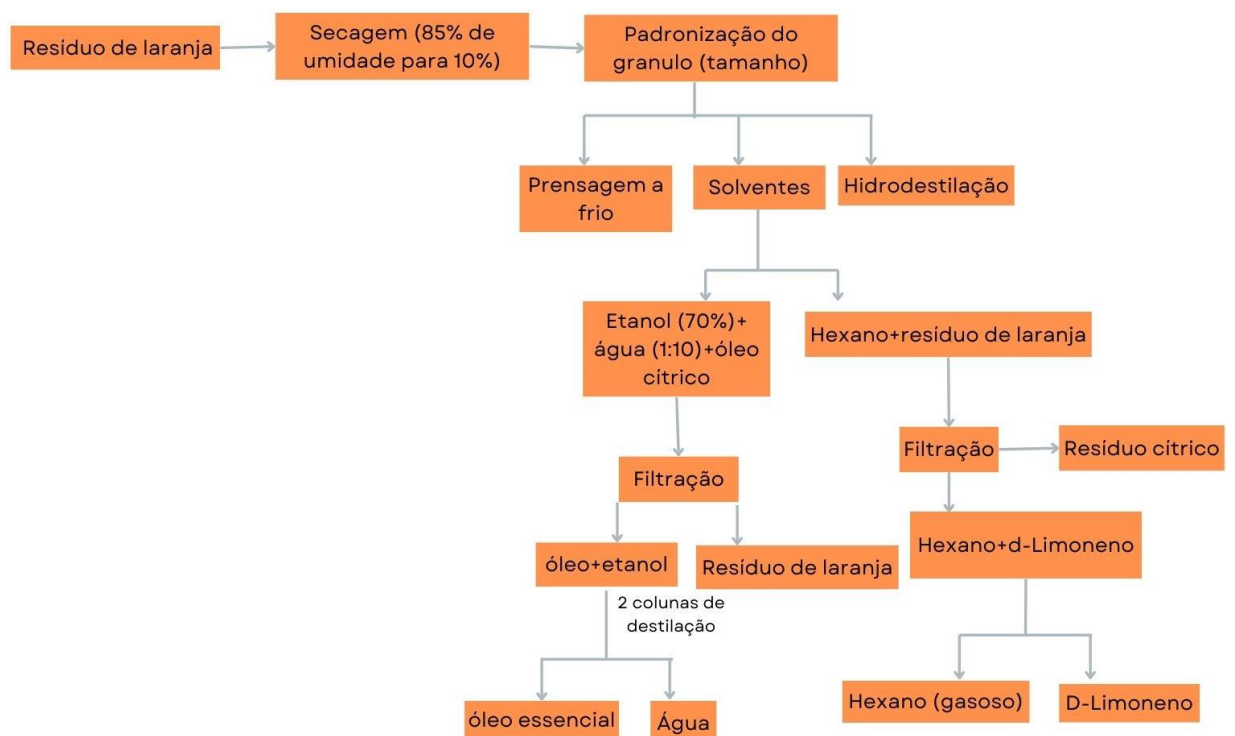 Resíduo de laranja
Secagem (85% de
umidade para 10%)
Padronização do
granulo (tamanho)
Prensagem a
frio
Solventes
Hidrodestilação
Etanol (70%)+
água (1:10)+óleo
cítrico
Hexano+resíduo de laranja
Filtração
Resíduo cítrico
Filtração
Hexano+d-Limoneno
óleo+etanol
Resíduo de laranja
2 colunas de
destilação
óleo essencial
Água
Hexano (gasoso)
D-Limoneno